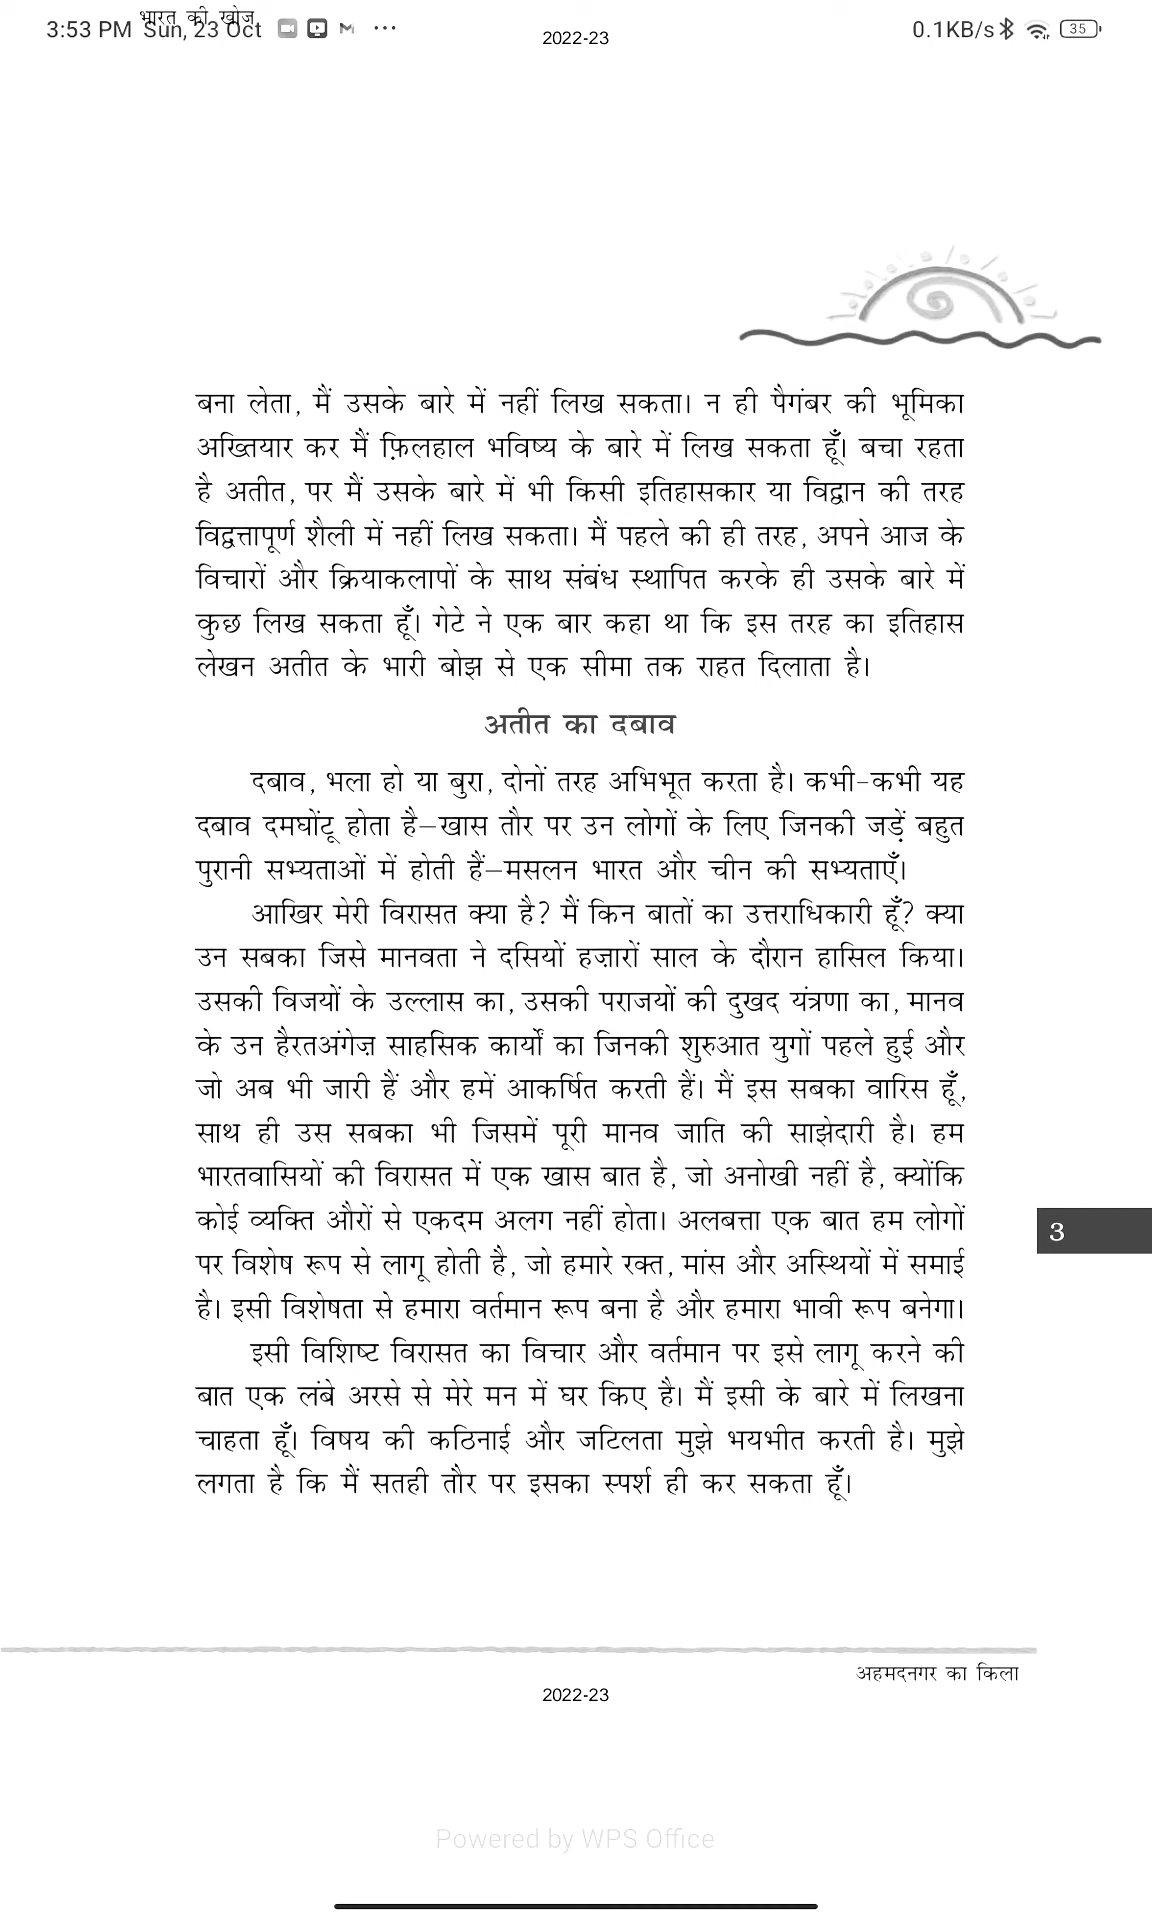 भारत की खोज
3:53 PM Sun, 23 Oct
2022-23
0.1KB/s
35
बना लेता, मैं उसके बारे में नहीं लिख सकता। न ही पैगंबर की भूमिका
अख्तियार कर मैं फ़िलहाल भविष्य के बारे में लिख सकता हूँ। बचा रहता
है अतीत, पर मैं उसके बारे में भी किसी इतिहासकार या विद्वान की तरह
विद्वत्तापूर्ण शैली में नहीं लिख सकता। मैं पहले की ही तरह, अपने आज के
विचारों और क्रियाकलापों के साथ संबंध स्थापित करके ही उसके बारे में
कुछ लिख सकता हूँ। गेटे ने एक बार कहा था कि इस तरह का इतिहास
लेखन अतीत के भारी बोझ से एक सीमा तक राहत दिलाता है।
अतीत का दबाव
दबाव, भला हो या बुरा, दोनों तरह अभिभूत करता है। कभी-कभी यह
दबाव दमघोंटू होता है–खास तौर पर उन लोगों के लिए जिनकी जड़ें बहुत
पुरानी सभ्यताओं में होती हैं–मसलन भारत और चीन की सभ्यताएँ।
आखिर मेरी विरासत क्या है? मैं किन बातों का उत्तराधिकारी हूँ? क्या
उन सबका जिसे मानवता ने दसियों हज़ारों साल के दौरान हासिल किया।
उसकी विजयों के उल्लास का, उसकी पराजयों की दुखद यंत्रणा का, मानव
के उन हैरतअंगेज़ साहसिक कार्यों का जिनकी शुरुआत युगों पहले हुई और
जो अब भी जारी हैं और हमें आकर्षित करती हैं। मैं इस सबका वारिस हूँ,
साथ ही उस सबका भी जिसमें पूरी मानव जाति की साझेदारी है। हम
भारतवासियों की विरासत में एक खास बात है, जो अनोखी नहीं है, क्योंकि
कोई व्यक्ति औरों से एकदम अलग नहीं होता। अलबत्ता एक बात हम लोगों
पर विशेष रूप से लागू होती है, जो हमारे रक्त, मांस और अस्थियों में समाई
है। इसी विशेषता से हमारा वर्तमान रूप बना है और हमारा भावी रूप बनेगा।
3
इसी विशिष्ट विरासत का विचार और वर्तमान पर इसे लागू करने की
बात एक लंबे अरसे से मेरे मन में घर किए है। मैं इसी के बारे में लिखना
चाहता हूँ। विषय की कठिनाई और जटिलता मुझे भयभीत करती है। मुझे
लगता है कि मैं सतही तौर पर इसका स्पर्श ही कर सकता हूँ।
अहमदनगर का किला
2022-23
Powered by WPS Office